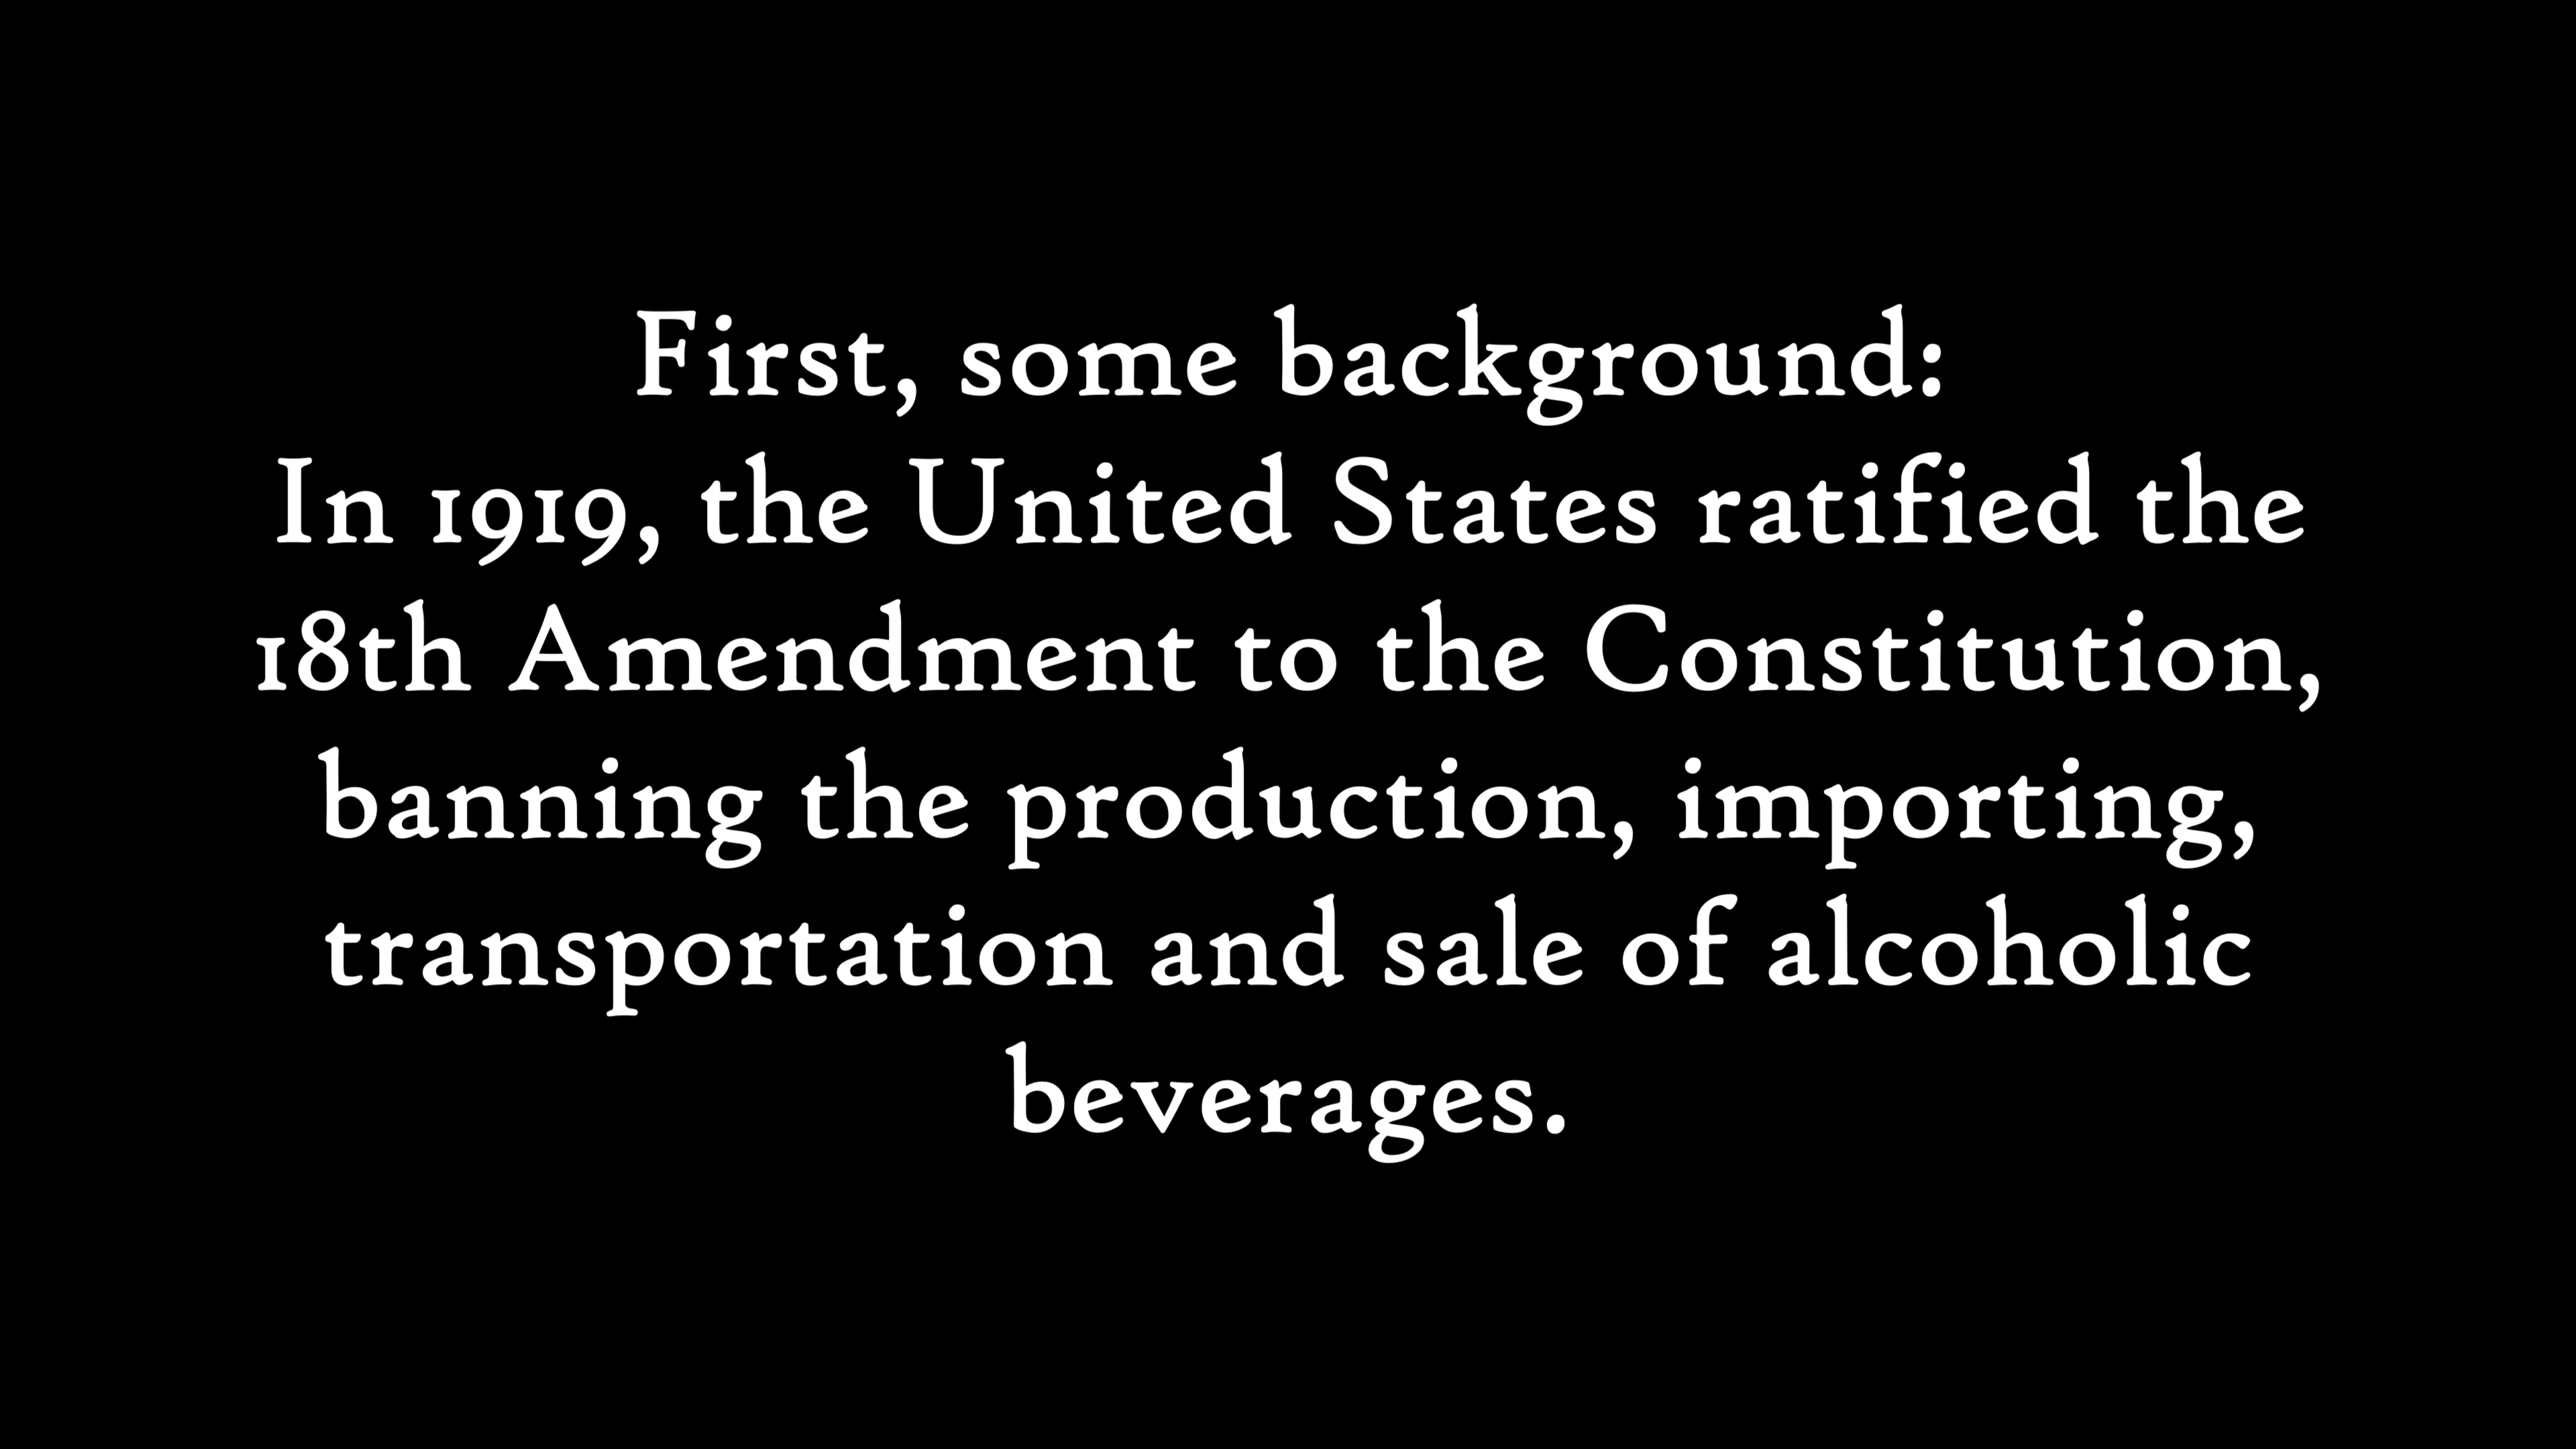 First, some background:
In 1919, the United States ratified the
18th Amendment to the Constitution,
banning the production, importing,
transportation and sale of alcoholic
beverages.